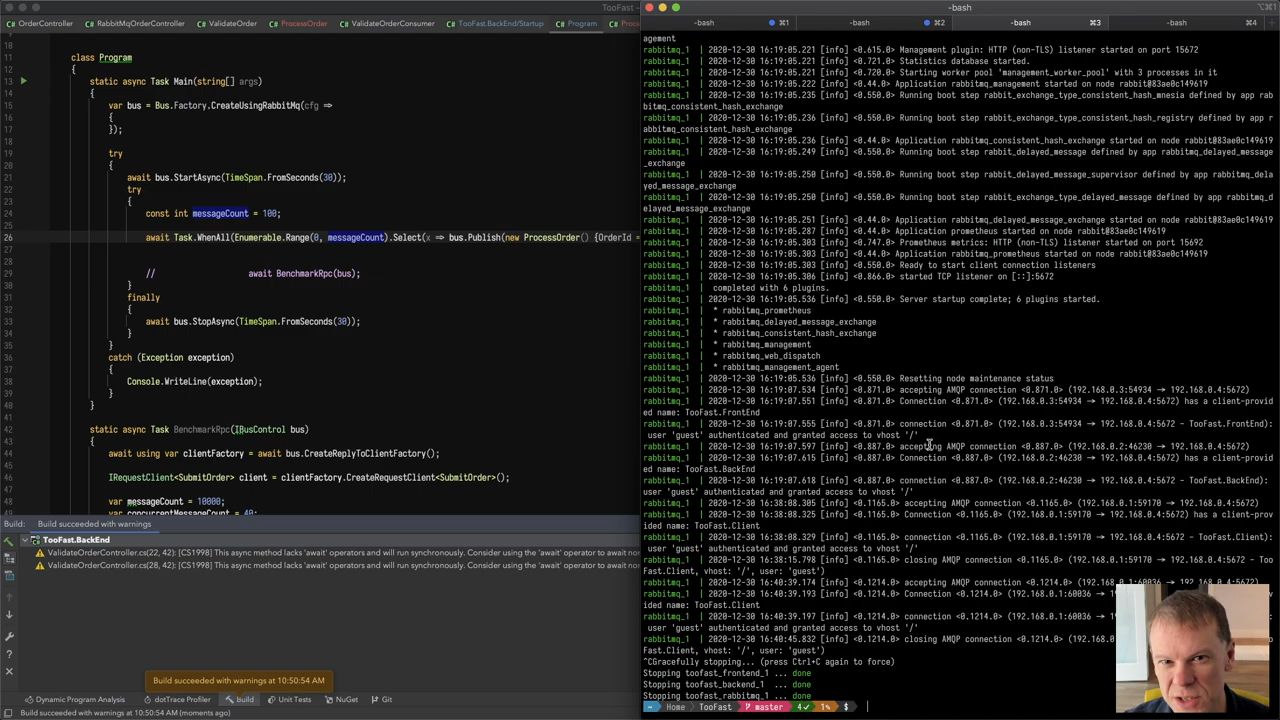 TooFast
-bash
OrderController
RabbitMqOrderController
ValidateOrder
ProcessOrder
ValidateOrderConsumer
TooFast.BackEnd/Startup
Program
-bash
⌘1
-bash
⌘2
-bash
⌘3
-bash
⌘4
10
11 class Program
12 {
13 static async Task Main(string[] args)
14 {
15 var bus = Bus.Factory.CreateUsingRabbitMq(cfg =>
16 {
17 });
18
19 try
20 {
21 await bus.StartAsync(TimeSpan.FromSeconds(30));
22 try
23 {
24 const int messageCount = 100;
25
26 await Task.WhenAll(Enumerable.Range(0, messageCount).Select(x => bus.Publish(new ProcessOrder() {OrderId =
29 // await BenchmarkRpc(bus);
30 }
31 finally
32 {
33 await bus.StopAsync(TimeSpan.FromSeconds(30));
34 }
35 }
36 catch (Exception exception)
37 {
38 Console.WriteLine(exception);
39 }
40 }
41
42 static async Task BenchmarkRpc(IBusControl bus)
43 {
44 await using var clientFactory = await bus.CreateReplyToClientFactory();
45
46 IRequestClient<SubmitOrder> client = clientFactory.CreateRequestClient<SubmitOrder>();
47
48 var messageCount = 10000;
var concurrentMessageCount = 40;
Build: Build succeeded with warnings
TooFast.BackEnd
ValidateOrderController.cs(22, 42): [CS1998] This async method lacks 'await' operators and will run synchronously. Consider using the 'await' operator to await no
ValidateOrderController.cs(28, 42): [CS1998] This async method lacks 'await' operators and will run synchronously. Consider using the 'await' operator to await non
Build succeeded with warnings at 10:50:54 AM
Dynamic Program Analysis
dotTrace Profiler
Build
Unit Tests
NuGet
Git
Build succeeded with warnings at 10:50:54 AM (moments ago)
agement
rabbitmq_1 | 2020-12-30 16:19:05.221 [info] <0.615.0> Management plugin: HTTP (non-TLS) listener started on port 15672
rabbitmq_1 | 2020-12-30 16:19:05.221 [info] <0.721.0> Statistics database started.
rabbitmq_1 | 2020-12-30 16:19:05.221 [info] <0.720.0> Starting worker pool 'management_worker_pool' with 3 processes in it
rabbitmq_1 | 2020-12-30 16:19:05.222 [info] <0.44.0> Application rabbitmq_management started on node rabbit@83ae0c149619
rabbitmq_1 | 2020-12-30 16:19:05.235 [info] <0.550.0> Running boot step rabbit_exchange_type_consistent_hash_mnesia defined by app rab
bitmq_consistent_hash_exchange
rabbitmq_1 | 2020-12-30 16:19:05.236 [info] <0.550.0> Running boot step rabbit_exchange_type_consistent_hash_registry defined by app r
abbitmq_consistent_hash_exchange
rabbitmq_1 | 2020-12-30 16:19:05.236 [info] <0.44.0> Application rabbitmq_consistent_hash_exchange started on node rabbit@83ae0c149619
rabbitmq_1 | 2020-12-30 16:19:05.249 [info] <0.550.0> Running boot step rabbit_delayed_message defined by app rabbitmq_delayed_message
_exchange
rabbitmq_1 | 2020-12-30 16:19:05.250 [info] <0.550.0> Running boot step rabbit_delayed_message_supervisor defined by app rabbitmq_dela
yed_message_exchange
rabbitmq_1 | 2020-12-30 16:19:05.250 [info] <0.550.0> Running boot step rabbit_exchange_type_delayed_message defined by app rabbitmq_d
elayed_message_exchange
rabbitmq_1 | 2020-12-30 16:19:05.251 [info] <0.44.0> Application rabbitmq_delayed_message_exchange started on node rabbit@83ae0c149619
rabbitmq_1 | 2020-12-30 16:19:05.287 [info] <0.44.0> Application prometheus started on node rabbit@83ae0c149619
rabbitmq_1 | 2020-12-30 16:19:05.303 [info] <0.747.0> Prometheus metrics: HTTP (non-TLS) listener started on port 15692
rabbitmq_1 | 2020-12-30 16:19:05.303 [info] <0.44.0> Application rabbitmq_prometheus started on node rabbit@83ae0c149619
rabbitmq_1 | 2020-12-30 16:19:05.303 [info] <0.550.0> Ready to start client connection listeners
rabbitmq_1 | 2020-12-30 16:19:05.306 [info] <0.866.0> started TCP listener on [::]:5672
rabbitmq_1 | completed with 6 plugins.
rabbitmq_1 | 2020-12-30 16:19:05.536 [info] <0.550.0> Server startup complete; 6 plugins started.
rabbitmq_1 | * rabbitmq_prometheus
rabbitmq_1 | * rabbitmq_delayed_message_exchange
rabbitmq_1 | * rabbitmq_consistent_hash_exchange
rabbitmq_1 | * rabbitmq_management
rabbitmq_1 | * rabbitmq_web_dispatch
rabbitmq_1 | * rabbitmq_management_agent
rabbitmq_1 | 2020-12-30 16:19:05.536 [info] <0.550.0> Resetting node maintenance status
rabbitmq_1 | 2020-12-30 16:19:07.534 [info] <0.871.0> accepting AMQP connection <0.871.0> (192.168.0.3:54934 → 192.168.0.4:5672)
rabbitmq_1 | 2020-12-30 16:19:07.551 [info] <0.871.0> Connection <0.871.0> (192.168.0.3:54934 → 192.168.0.4:5672) has a client-provid
ed name: TooFast.FrontEnd
rabbitmq_1 | 2020-12-30 16:19:07.555 [info] <0.871.0> connection <0.871.0> (192.168.0.3:54934 → 192.168.0.4:5672 - TooFast.FrontEnd):
user 'guest' authenticated and granted access to vhost '/'
rabbitmq_1 | 2020-12-30 16:19:07.597 [info] <0.887.0> accepting AMQP connection <0.887.0> (192.168.0.2:46230 → 192.168.0.4:5672)
rabbitmq_1 | 2020-12-30 16:19:07.615 [info] <0.887.0> Connection <0.887.0> (192.168.0.2:46230 → 192.168.0.4:5672) has a client-provid
ed name: TooFast.BackEnd
rabbitmq_1 | 2020-12-30 16:19:07.618 [info] <0.887.0> connection <0.887.0> (192.168.0.2:46230 → 192.168.0.4:5672 - TooFast.BackEnd):
user 'guest' authenticated and granted access to vhost '/'
rabbitmq_1 | 2020-12-30 16:38:08.305 [info] <0.1165.0> accepting AMQP connection <0.1165.0> (192.168.0.1:59170 → 192.168.0.4:5672)
rabbitmq_1 | 2020-12-30 16:38:08.325 [info] <0.1165.0> Connection <0.1165.0> (192.168.0.1:59170 → 192.168.0.4:5672) has a client-prov
ided name: TooFast.Client
rabbitmq_1 | 2020-12-30 16:38:08.329 [info] <0.1165.0> connection <0.1165.0> (192.168.0.1:59170 → 192.168.0.4:5672 - TooFast.Client):
user 'guest' authenticated and granted access to vhost '/'
rabbitmq_1 | 2020-12-30 16:38:15.798 [info] <0.1165.0> closing AMQP connection <0.1165.0> (192.168.0.1:59170 → 192.168.0.4:5672 - Too
Fast.Client, vhost: '/', user: 'guest')
rabbitmq_1 | 2020-12-30 16:40:39.174 [info] <0.1214.0> accepting AMQP connection <0.1214.0> (192.168.0.1:60036 → 192.168.0.4:5672)
rabbitmq_1 | 2020-12-30 16:40:39.193 [info] <0.1214.0> Connection <0.1214.0> (192.168.0.1:60036 → 192.168.
ided name: TooFast.Client
rabbitmq_1 | 2020-12-30 16:40:39.197 [info] <0.1214.0> connection <0.1214.0> (192.168.0.1:60036 → 192.168.
user 'guest' authenticated and granted access to vhost '/'
rabbitmq_1 | 2020-12-30 16:40:45.832 [info] <0.1214.0> closing AMQP connection <0.1214.0> (192.168.
Fast.Client, vhost: '/', user: 'guest')
^CGracefully stopping... (press Ctrl+C again to force)
Stopping toofast_frontend_1 ... done
Stopping toofast_backend_1 ... done
Stopping toofast_rabbitmq_1 ... done
~ Home TooFast master 4✓ 1% $